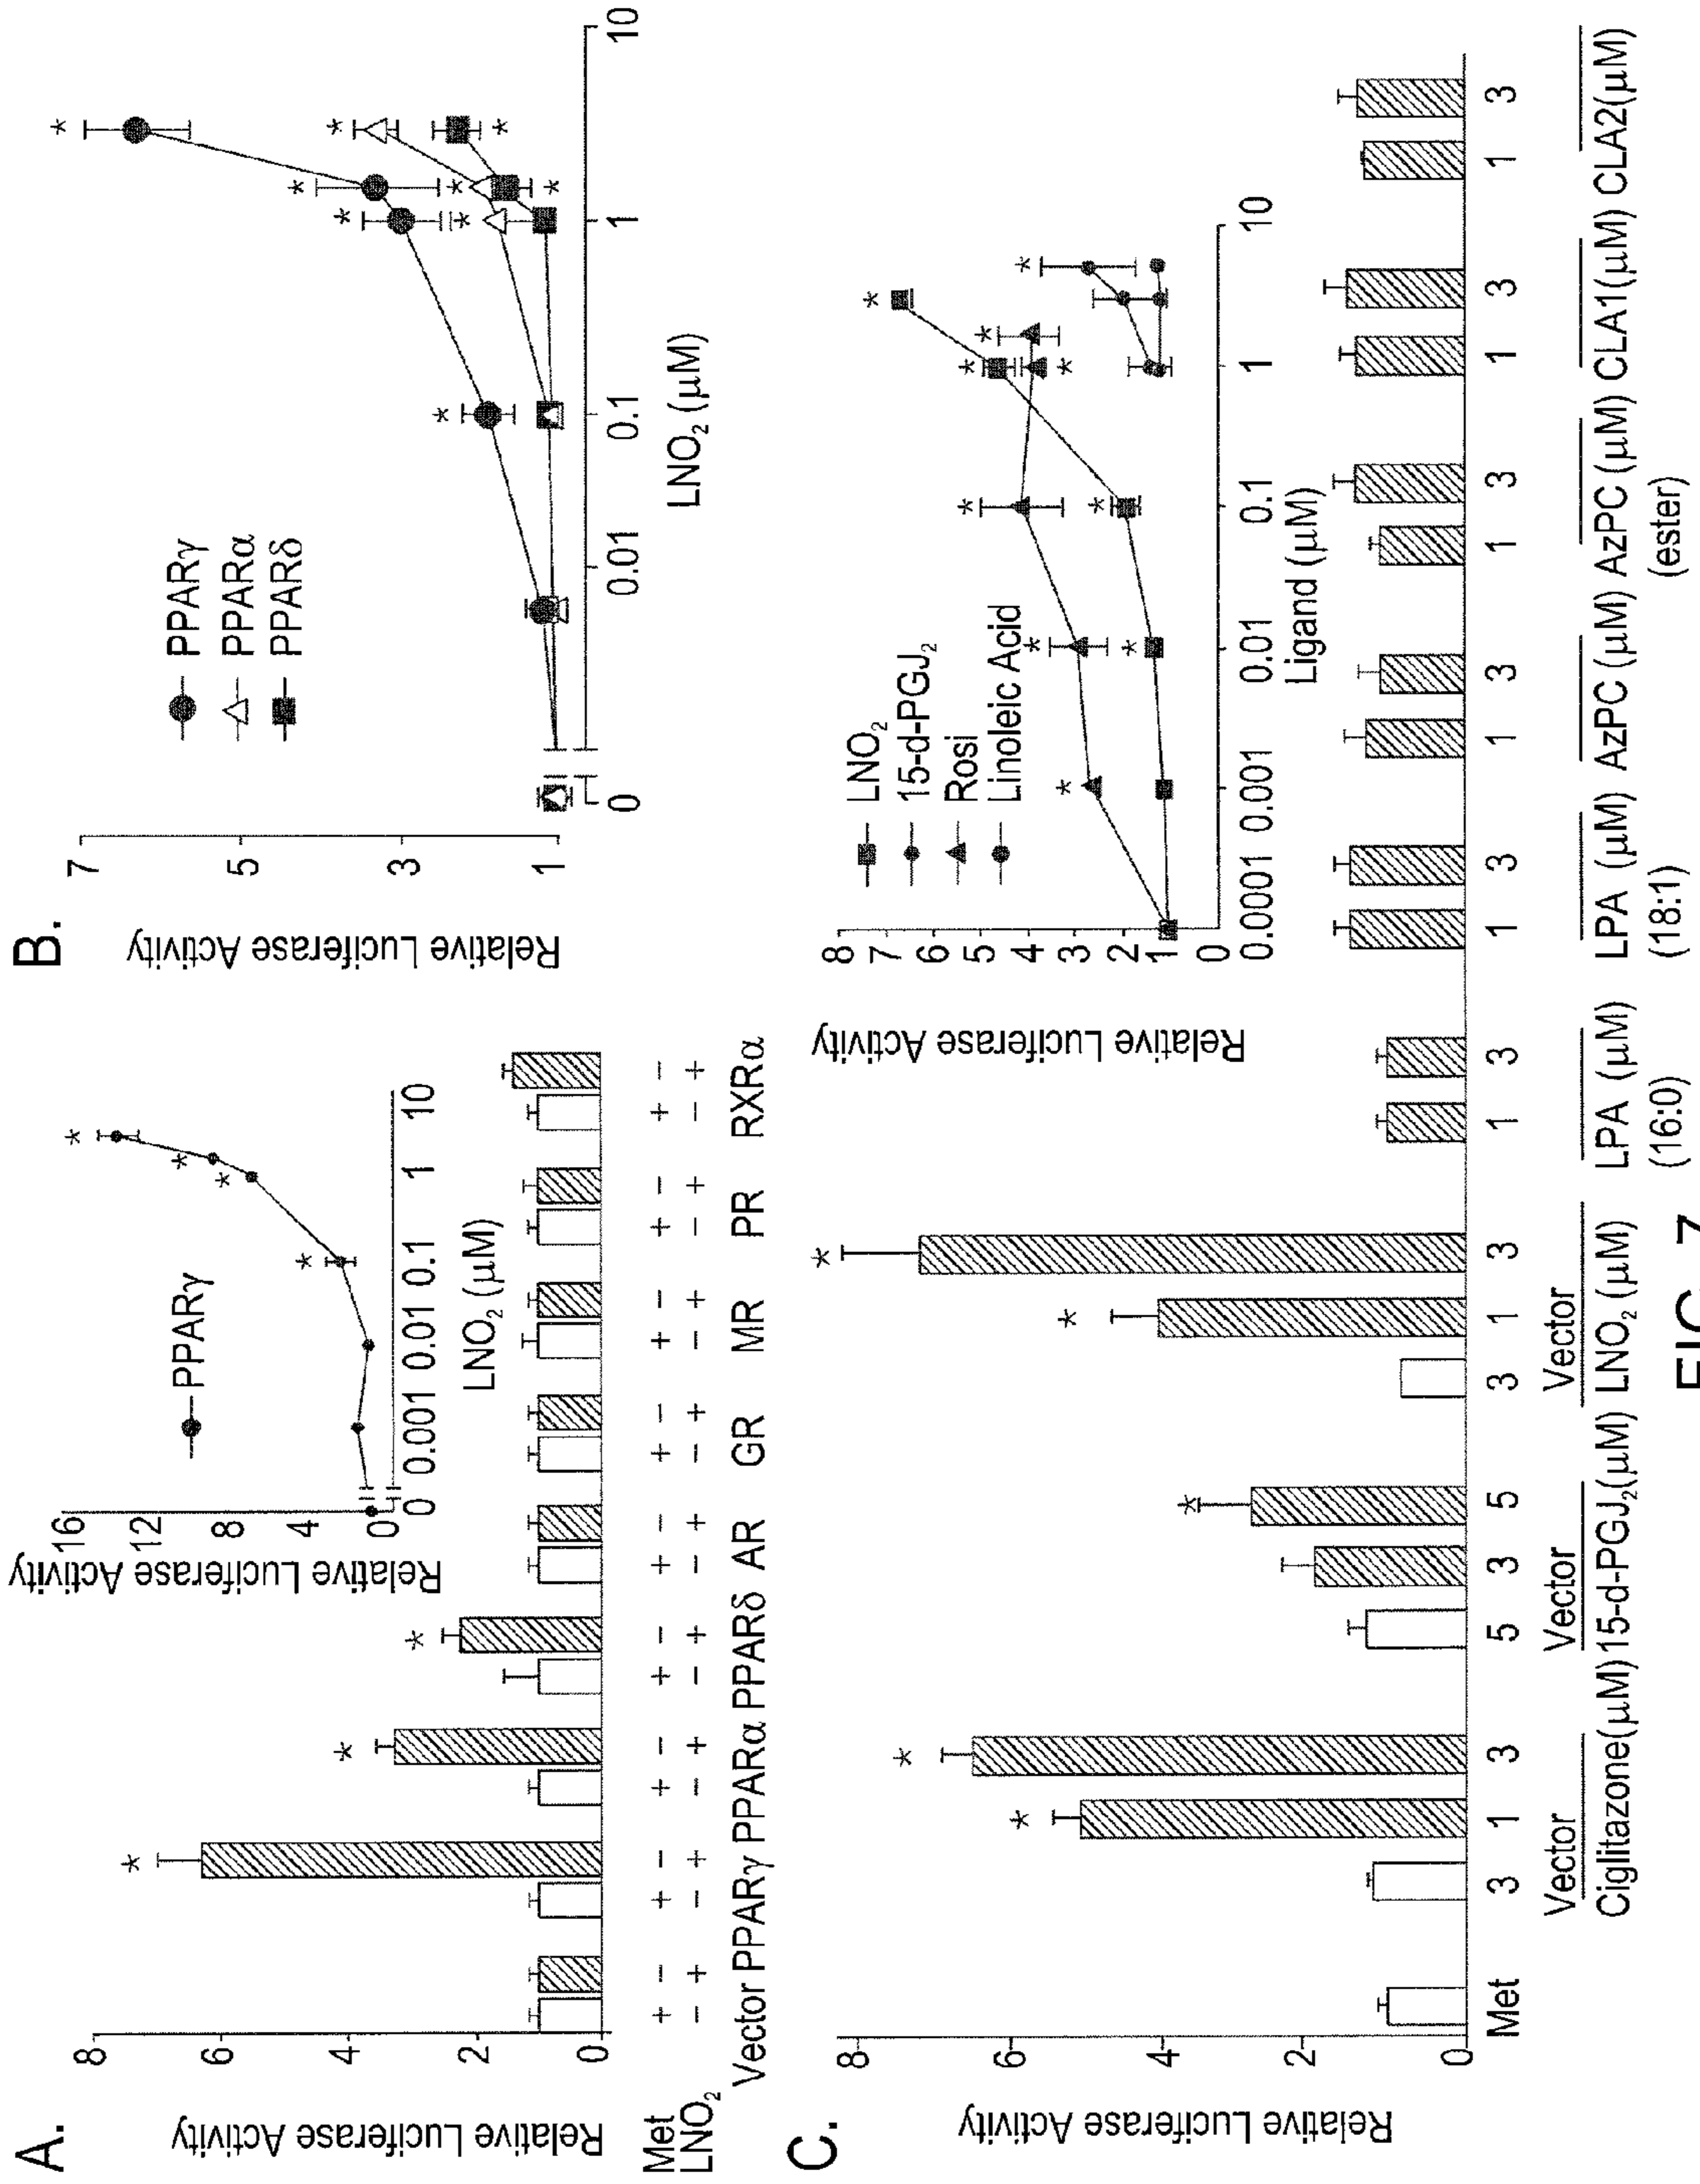 A.
Relative Luciferase Activity
8
6
4
2
0
Relative Luciferase Activity
16
12
8
4
0
PPARγ
*
*
*
*
0 0.001 0.01 0.1 1 10
LNO₂ (μM)
*
*
*
Met + − + − + − + − + − + − + − + − + −
LNO₂ − + − + − + − + − + − + − + − + − +
Vector PPARγ PPARα PPARδ AR GR MR PR RXRα
B.
Relative Luciferase Activity
7
5
3
1
PPARγ
PPARα
PPARδ
*
*
*
*
*
*
*
*
*
0 0.01 0.1 1 10
LNO₂ (μM)
C.
Relative Luciferase Activity
8
6
4
2
0
*
*
*
*
*
Relative Luciferase Activity
8
7
6
5
4
3
2
1
0
LNO₂
15-d-PGJ₂
Rosi
Linoleic Acid
*
*
*
*
*
*
*
*
*
*
0.0001 0.001 0.01 0.1 1 10
Ligand (μM)
Met 3 1 3 5 3 5 3 1 3 1 3 1 3 1 3 1 3 1 3 1 3
Vector Vector Vector
Ciglitazone(μM) 15-d-PGJ₂(μM) LNO₂ (μM) LPA (μM) LPA (μM) AzPC (μM) AzPC (μM) CLA1(μM) CLA2(μM)
(16:0) (18:1) (ester)
FIG. 7